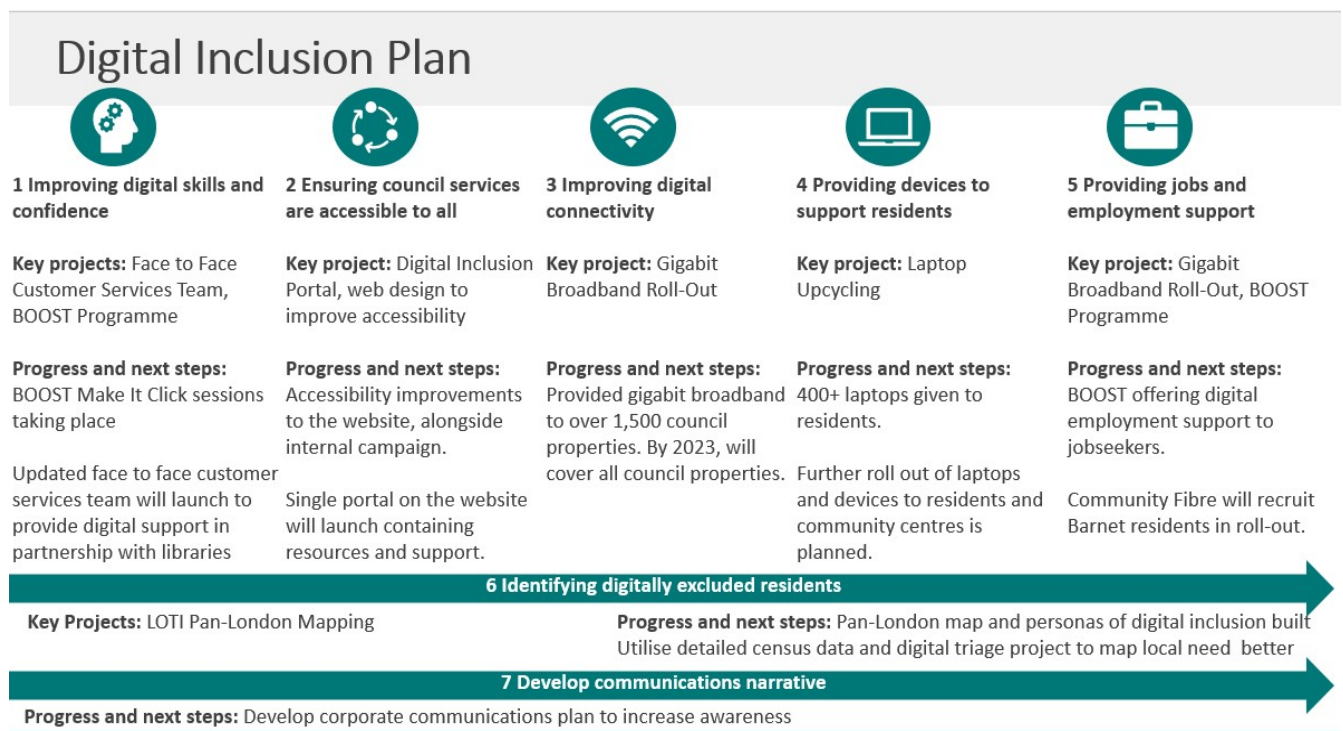 Digital Inclusion Plan
1 Improving digital skills and
confidence
Key projects: Face to Face
Customer Services Team,
BOOST Programme
Progress and next steps:
BOOST Make It Click sessions
taking place
Updated face to face customer
services team will launch to
provide digital support in
partnership with libraries
2 Ensuring council services
are accessible to all
Key project: Digital Inclusion
Portal, web design to
improve accessibility
Progress and next steps:
Accessibility improvements
to the website, alongside
internal campaign.
Single portal on the website
will launch containing
resources and support.
3 Improving digital
connectivity
Key project: Gigabit
Broadband Roll-Out
Progress and next steps:
Provided gigabit broadband
to over 1,500 council
properties. By 2023, will
cover all council properties.
4 Providing devices to
support residents
Key project: Laptop
Upcycling
Progress and next steps:
400+ laptops given to
residents.
Further roll out of laptops
and devices to residents and
community centres is
planned.
5 Providing jobs and
employment support
Key project: Gigabit
Broadband Roll-Out, BOOST
Programme
Progress and next steps:
BOOST offering digital
employment support to
jobseekers.
Community Fibre will recruit
Barnet residents in roll-out.
6 Identifying digitally excluded residents
Key Projects: LOTI Pan-London Mapping
Progress and next steps: Pan-London map and personas of digital inclusion built
Utilise detailed census data and digital triage project to map local need better
7 Develop communications narrative
Progress and next steps: Develop corporate communications plan to increase awareness